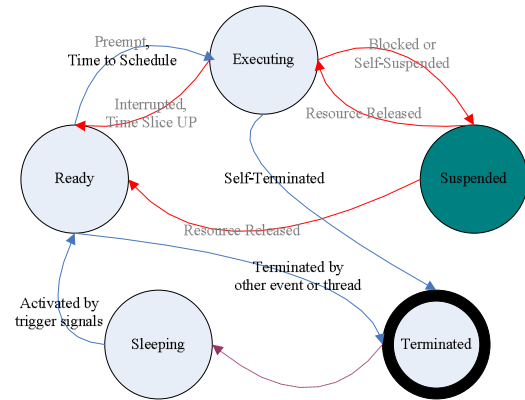 Preempt,
Time to Schedule
Executing
Blocked or
Self-Suspended
Interrupted,
Time Slice UP
Resource Released
Ready
Self-Terminated
Suspended
Resource Released
Terminated by
other event or thread
Activated by
trigger signals
Sleeping
Terminated